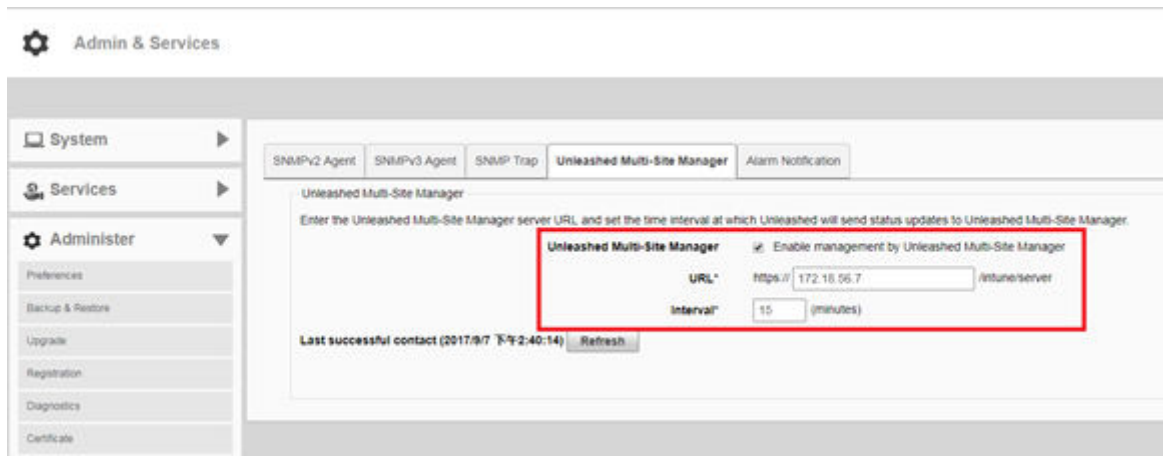 Admin & Services
System
Services
Administer
Preferences
Backup & Restore
Upgrade
Registration
Diagnostics
Certificate
SNMPv2 Agent SNMPv3 Agent SNMP Trap Unleashed Multi-Site Manager Alarm Notification
Unleashed Multi-Site Manager
Enter the Unleashed Multi-Site Manager server URL and set the time interval at which Unleashed will send status updates to Unleashed Multi-Site Manager.
Unleashed Multi-Site Manager Enable management by Unleashed Multi-Site Manager
URL* https:// 172.18.56.7 /intune/server
Interval* 15 (minutes)
Last successful contact (2017/9/7 下午2:40:14) Refresh